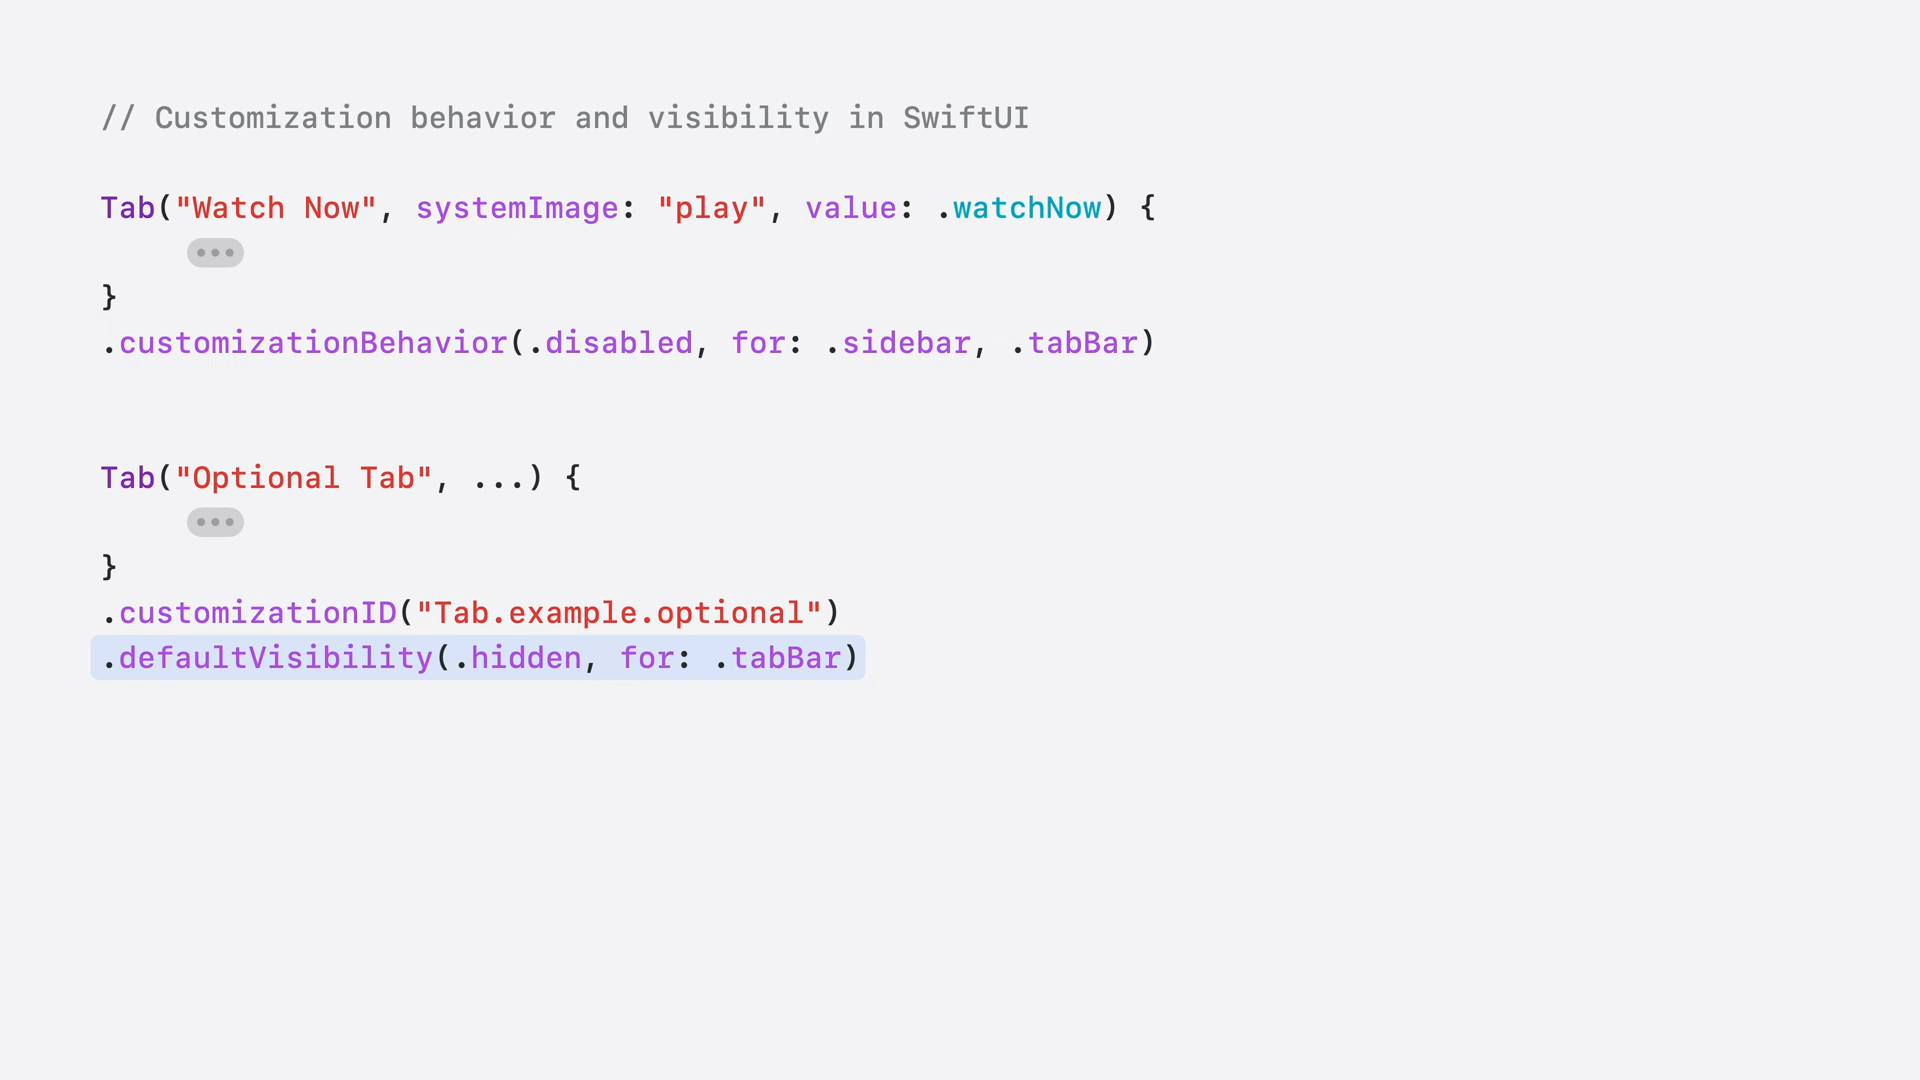 // Customization behavior and visibility in SwiftUI
Tab("Watch Now", systemImage: "play", value: .watchNow) {
•••
}
.customizationBehavior(.disabled, for: .sidebar, .tabBar)
Tab("Optional Tab", ...) {
•••
}
.customizationID("Tab.example.optional")
.defaultVisibility(.hidden, for: .tabBar)